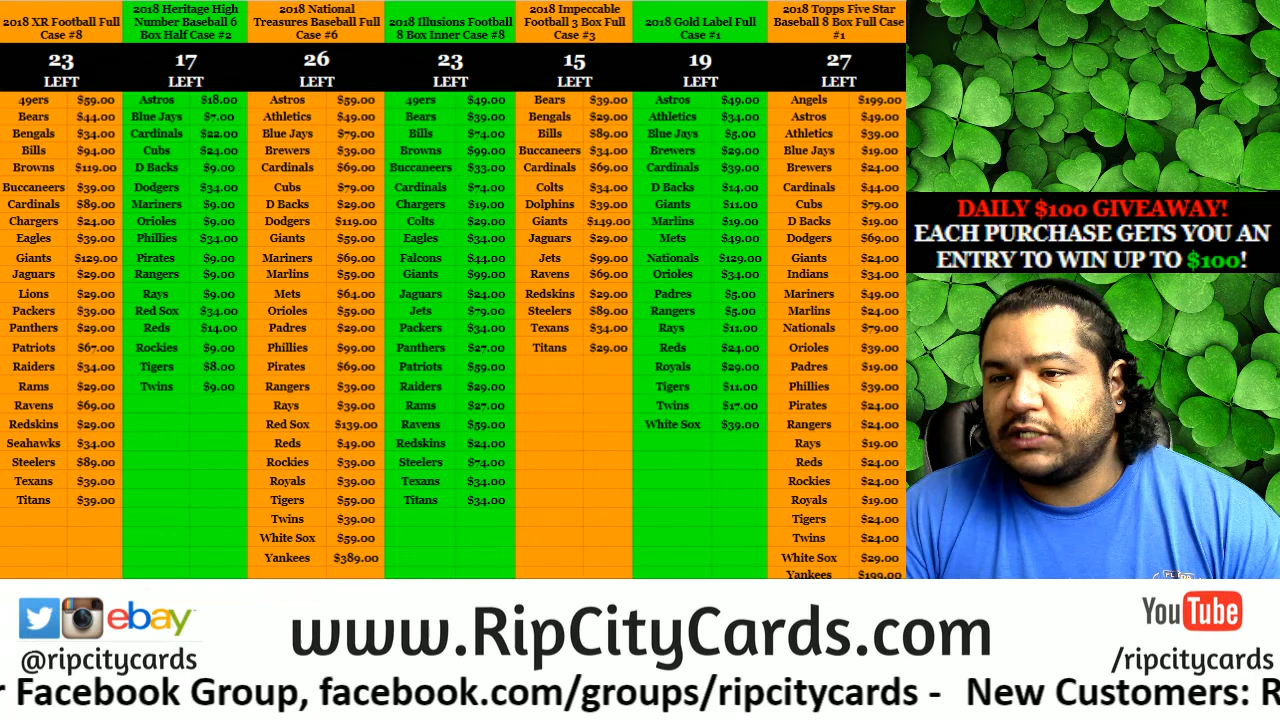 2018 XR Football Full
Case #8
23
LEFT
49ers $59.00
Bears $44.00
Bengals $34.00
Bills $94.00
Browns $119.00
Buccaneers $39.00
Cardinals $89.00
Chargers $24.00
Eagles $39.00
Giants $129.00
Jaguars $29.00
Lions $29.00
Packers $39.00
Panthers $29.00
Patriots $67.00
Raiders $34.00
Rams $29.00
Ravens $69.00
Redskins $29.00
Seahawks $34.00
Steelers $89.00
Texans $39.00
Titans $39.00
2018 Heritage High
Number Baseball 6
Box Half Case #2
17
LEFT
Astros $18.00
Blue Jays $7.00
Cardinals $22.00
Cubs $24.00
D Backs $9.00
Dodgers $34.00
Mariners $9.00
Orioles $9.00
Phillies $34.00
Pirates $9.00
Rangers $9.00
Rays $9.00
Red Sox $34.00
Reds $14.00
Rockies $9.00
Tigers $8.00
Twins $9.00
2018 National
Treasures Baseball Full
Case #6
26
LEFT
Astros $59.00
Athletics $49.00
Blue Jays $79.00
Brewers $39.00
Cardinals $69.00
Cubs $79.00
D Backs $29.00
Dodgers $119.00
Giants $59.00
Mariners $69.00
Marlins $59.00
Mets $64.00
Orioles $59.00
Padres $29.00
Phillies $99.00
Pirates $69.00
Rangers $39.00
Rays $39.00
Red Sox $139.00
Reds $49.00
Rockies $39.00
Royals $39.00
Tigers $59.00
Twins $39.00
White Sox $59.00
Yankees $389.00
2018 Illusions Football
8 Box Inner Case #8
23
LEFT
49ers $49.00
Bears $39.00
Bills $74.00
Browns $99.00
Buccaneers $33.00
Cardinals $74.00
Chargers $19.00
Colts $29.00
Eagles $34.00
Falcons $44.00
Giants $99.00
Jaguars $24.00
Jets $79.00
Packers $34.00
Panthers $27.00
Patriots $59.00
Raiders $29.00
Rams $27.00
Ravens $59.00
Redskins $24.00
Steelers $74.00
Texans $34.00
Titans $34.00
2018 Impeccable
Football 3 Box Full
Case #3
15
LEFT
Bears $39.00
Bengals $29.00
Bills $89.00
Buccaneers $34.00
Cardinals $69.00
Colts $34.00
Dolphins $39.00
Giants $149.00
Jaguars $29.00
Jets $99.00
Ravens $69.00
Redskins $29.00
Steelers $89.00
Texans $34.00
Titans $29.00
2018 Gold Label Full
Case #1
19
LEFT
Astros $49.00
Athletics $34.00
Blue Jays $5.00
Brewers $29.00
Cardinals $39.00
D Backs $14.00
Giants $11.00
Marlins $19.00
Mets $49.00
Nationals $129.00
Orioles $34.00
Padres $5.00
Rangers $5.00
Rays $11.00
Reds $24.00
Royals $29.00
Tigers $11.00
Twins $17.00
White Sox $39.00
2018 Topps Five Star
Baseball 8 Box Full Case
#1
27
LEFT
Angels $199.00
Astros $49.00
Athletics $39.00
Blue Jays $19.00
Brewers $24.00
Cardinals $44.00
Cubs $79.00
D Backs $19.00
Dodgers $69.00
Giants $24.00
Indians $34.00
Mariners $49.00
Marlins $24.00
Nationals $79.00
Orioles $39.00
Padres $19.00
Phillies $39.00
Pirates $24.00
Rangers $24.00
Rays $19.00
Reds $24.00
Rockies $24.00
Royals $19.00
Tigers $24.00
Twins $24.00
White Sox $29.00
Yankees $199.00
DAILY $100 GIVEAWAY!
EACH PURCHASE GETS YOU AN
ENTRY TO WIN UP TO $100!
ebay
@ripcitycards
www.RipCityCards.com
YouTube
/ripcitycards
r Facebook Group, facebook.com/groups/ripcitycards - New Customers: R